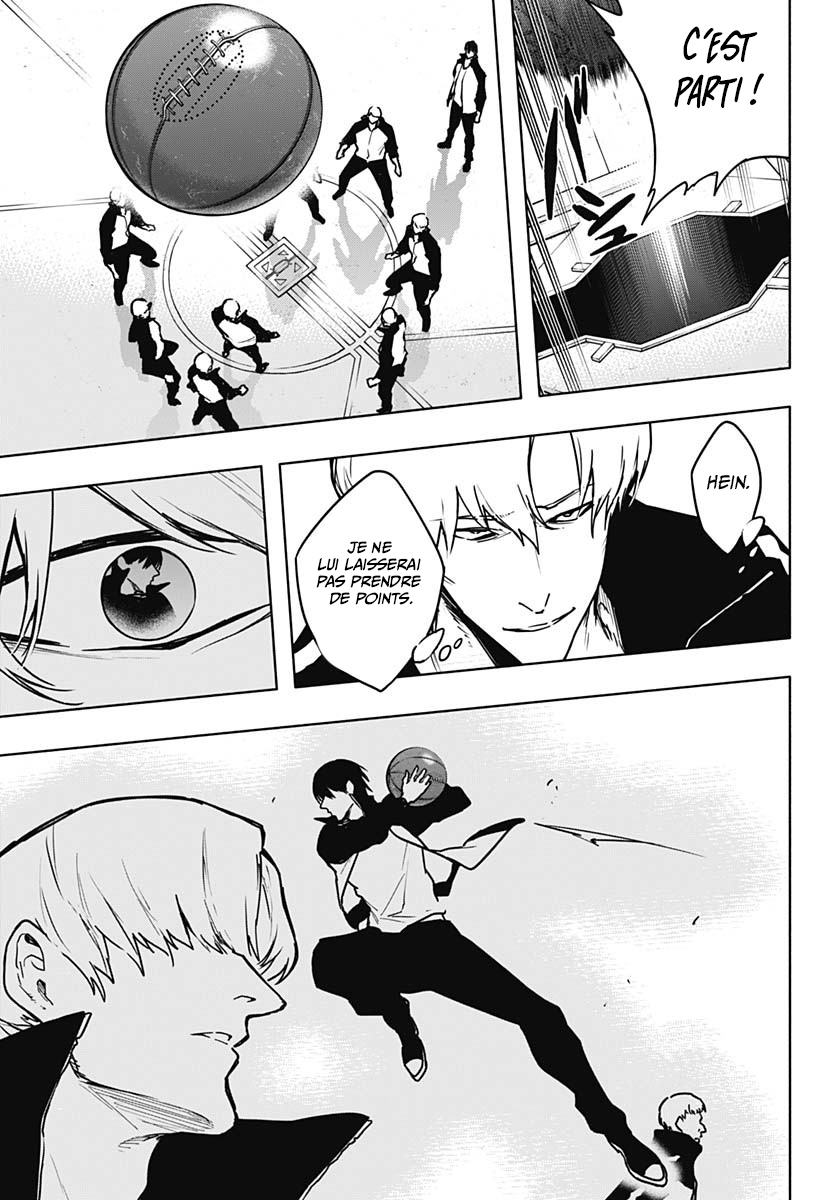 C'EST
PARTI !
HEIN.
JE NE
LUI LAISSERAI
PAS PRENDRE
DE POINTS.